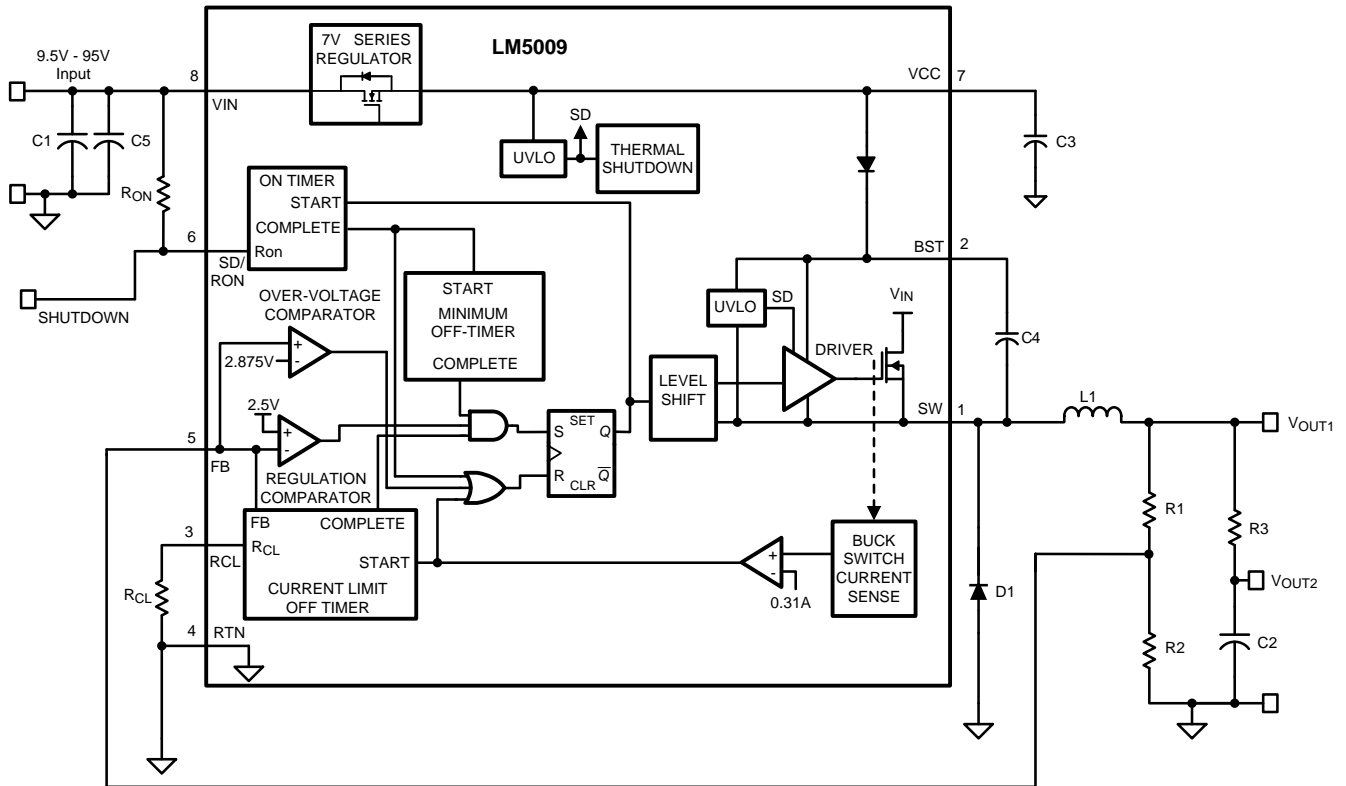 LM5009
7V SERIES
REGULATOR
9.5V - 95V
Input
8
VIN
VCC
7
C1
C5
C3
SD
UVLO
THERMAL
SHUTDOWN
RON
ON TIMER
START
COMPLETE
Ron
6
SD/
RON
SHUTDOWN
BST
2
START
MINIMUM
OFF-TIMER
COMPLETE
OVER-VOLTAGE
COMPARATOR
+
-
2.875V
UVLO
SD
VIN
DRIVER
C4
LEVEL
SHIFT
SW
1
L1
VOUT1
2.5V
+
-
5
FB
REGULATION
COMPARATOR
SET
S
Q
R
Q
CLR
FB
COMPLETE
RCL
START
CURRENT LIMIT
OFF TIMER
3
RCL
RCL
4
RTN
+
-
0.31A
BUCK
SWITCH
CURRENT
SENSE
D1
R1
R3
VOUT2
R2
C2